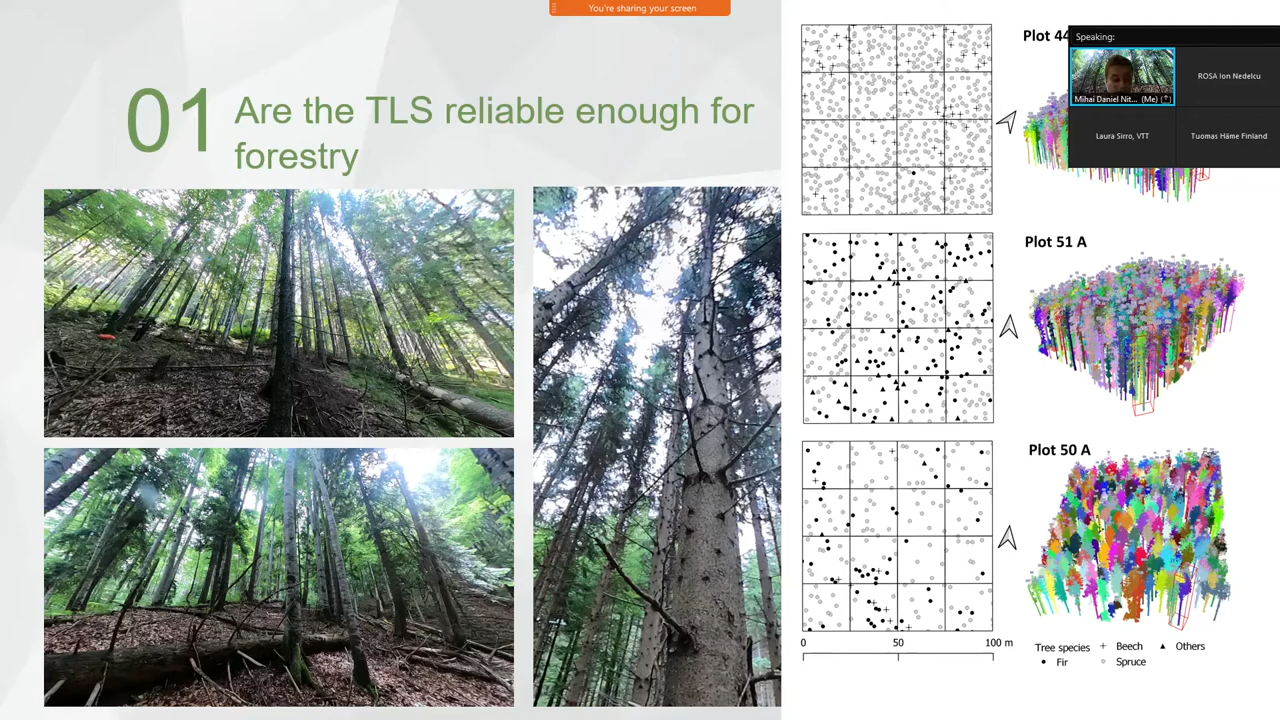 You're sharing your screen
01
Are the TLS reliable enough for
forestry
Plot 44
Speaking:
Mihai Daniel Nit... (Me)
ROSA Ion Nedelcu
Laura Sirro, VTT
Tuomas Häme Finland
Plot 51 A
Plot 50 A
0 50 100 m
Tree species + Beech ▲ Others
● Fir ○ Spruce